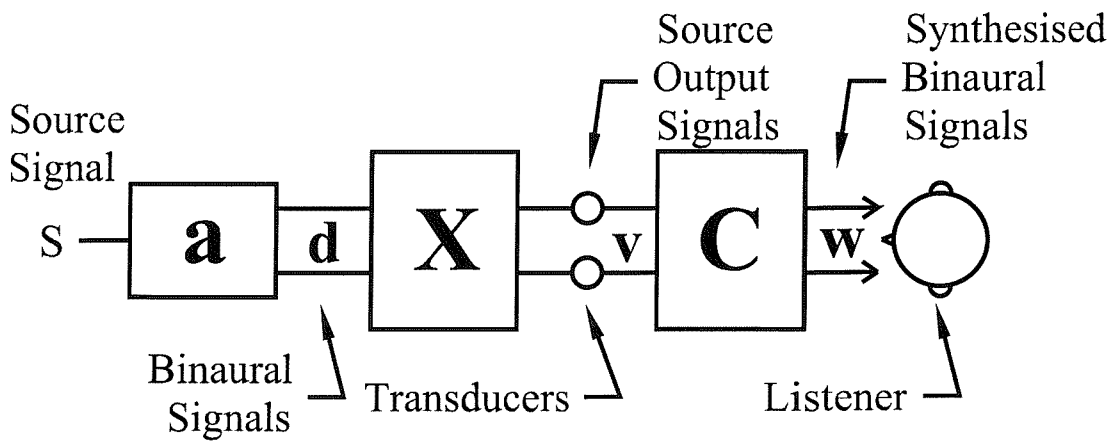 Source
Signal
S
a
d
Binaural
Signals
X
Transducers
Source
Output
Signals
v
C
Synthesised
Binaural
Signals
w
Listener